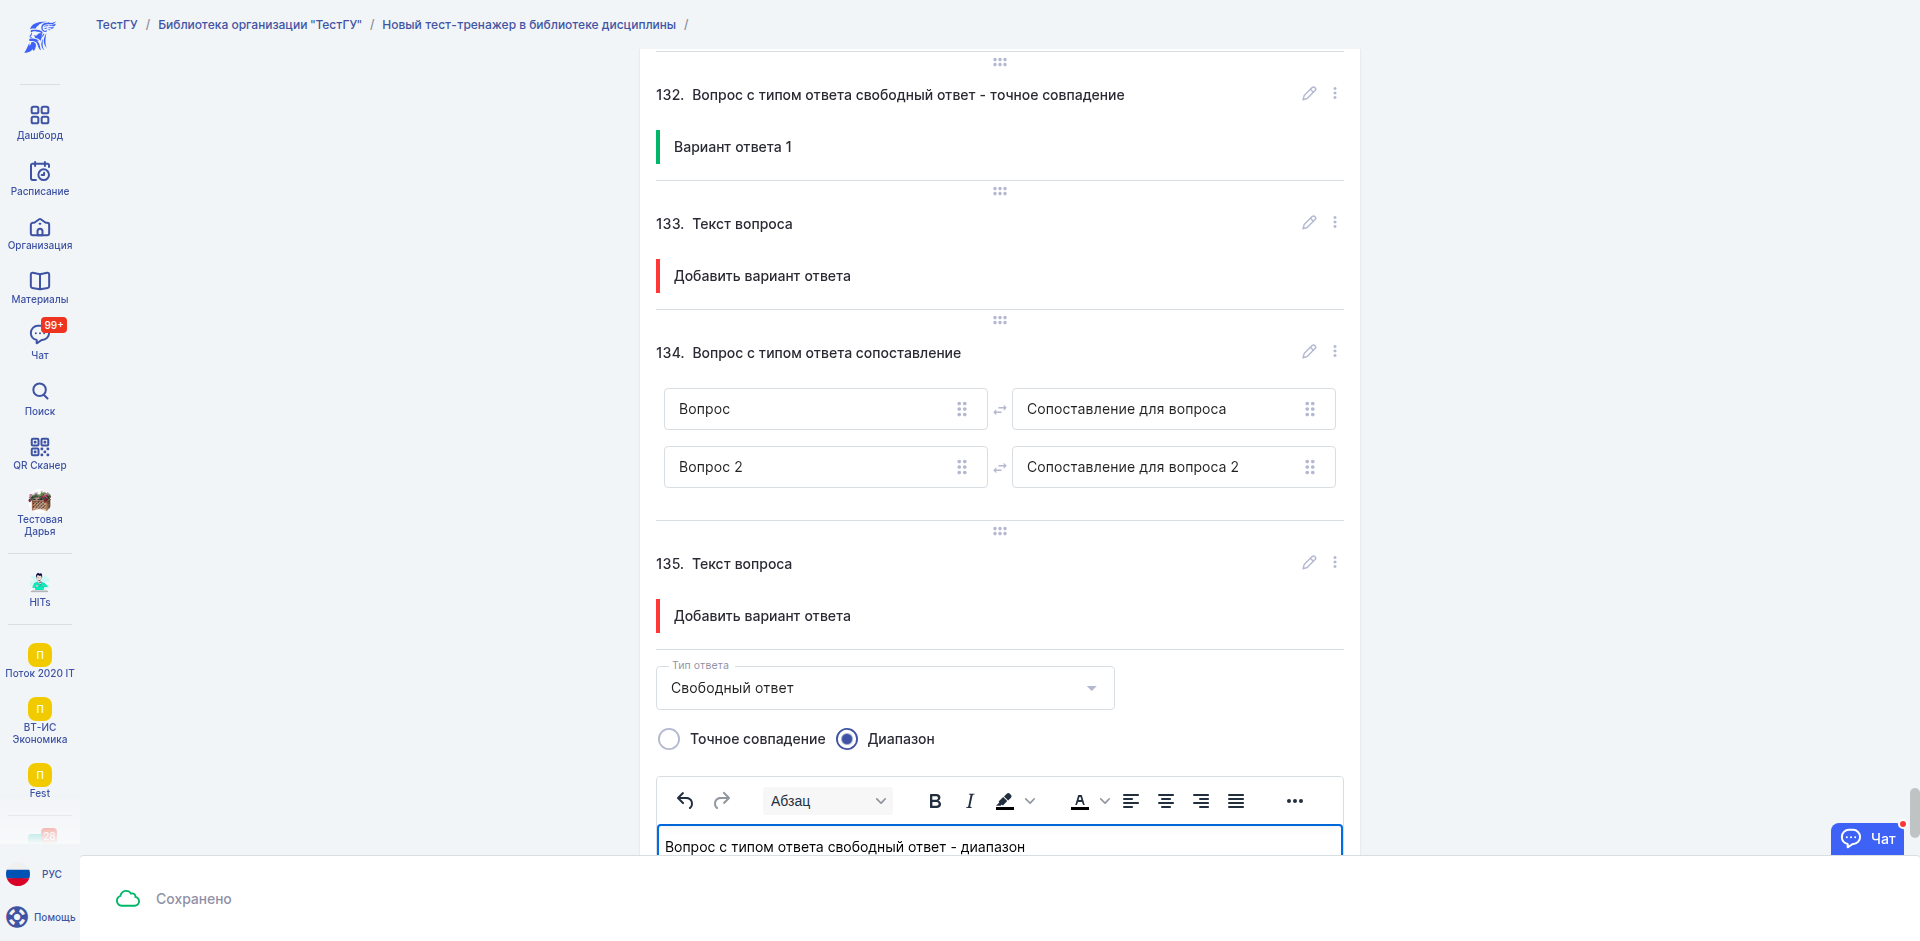 ТестГУ / Библиотека организации "ТестГУ" / Новый тест-тренажер в библиотеке дисциплины /
Дашборд
Расписание
Организация
Материалы
99+
Чат
Поиск
QR Сканер
Тестовая
Дарья
HITs
П
Поток 2020 IT
П
ВТ-ИС
Экономика
П
Fest
28
РУС
Помощь
132. Вопрос с типом ответа свободный ответ - точное совпадение
Вариант ответа 1
133. Текст вопроса
Добавить вариант ответа
134. Вопрос с типом ответа сопоставление
Вопрос
Сопоставление для вопроса
Вопрос 2
Сопоставление для вопроса 2
135. Текст вопроса
Добавить вариант ответа
Тип ответа
Свободный ответ
Точное совпадение
Диапазон
Абзац
B
I
A
Вопрос с типом ответа свободный ответ - диапазон
Чат
Сохранено